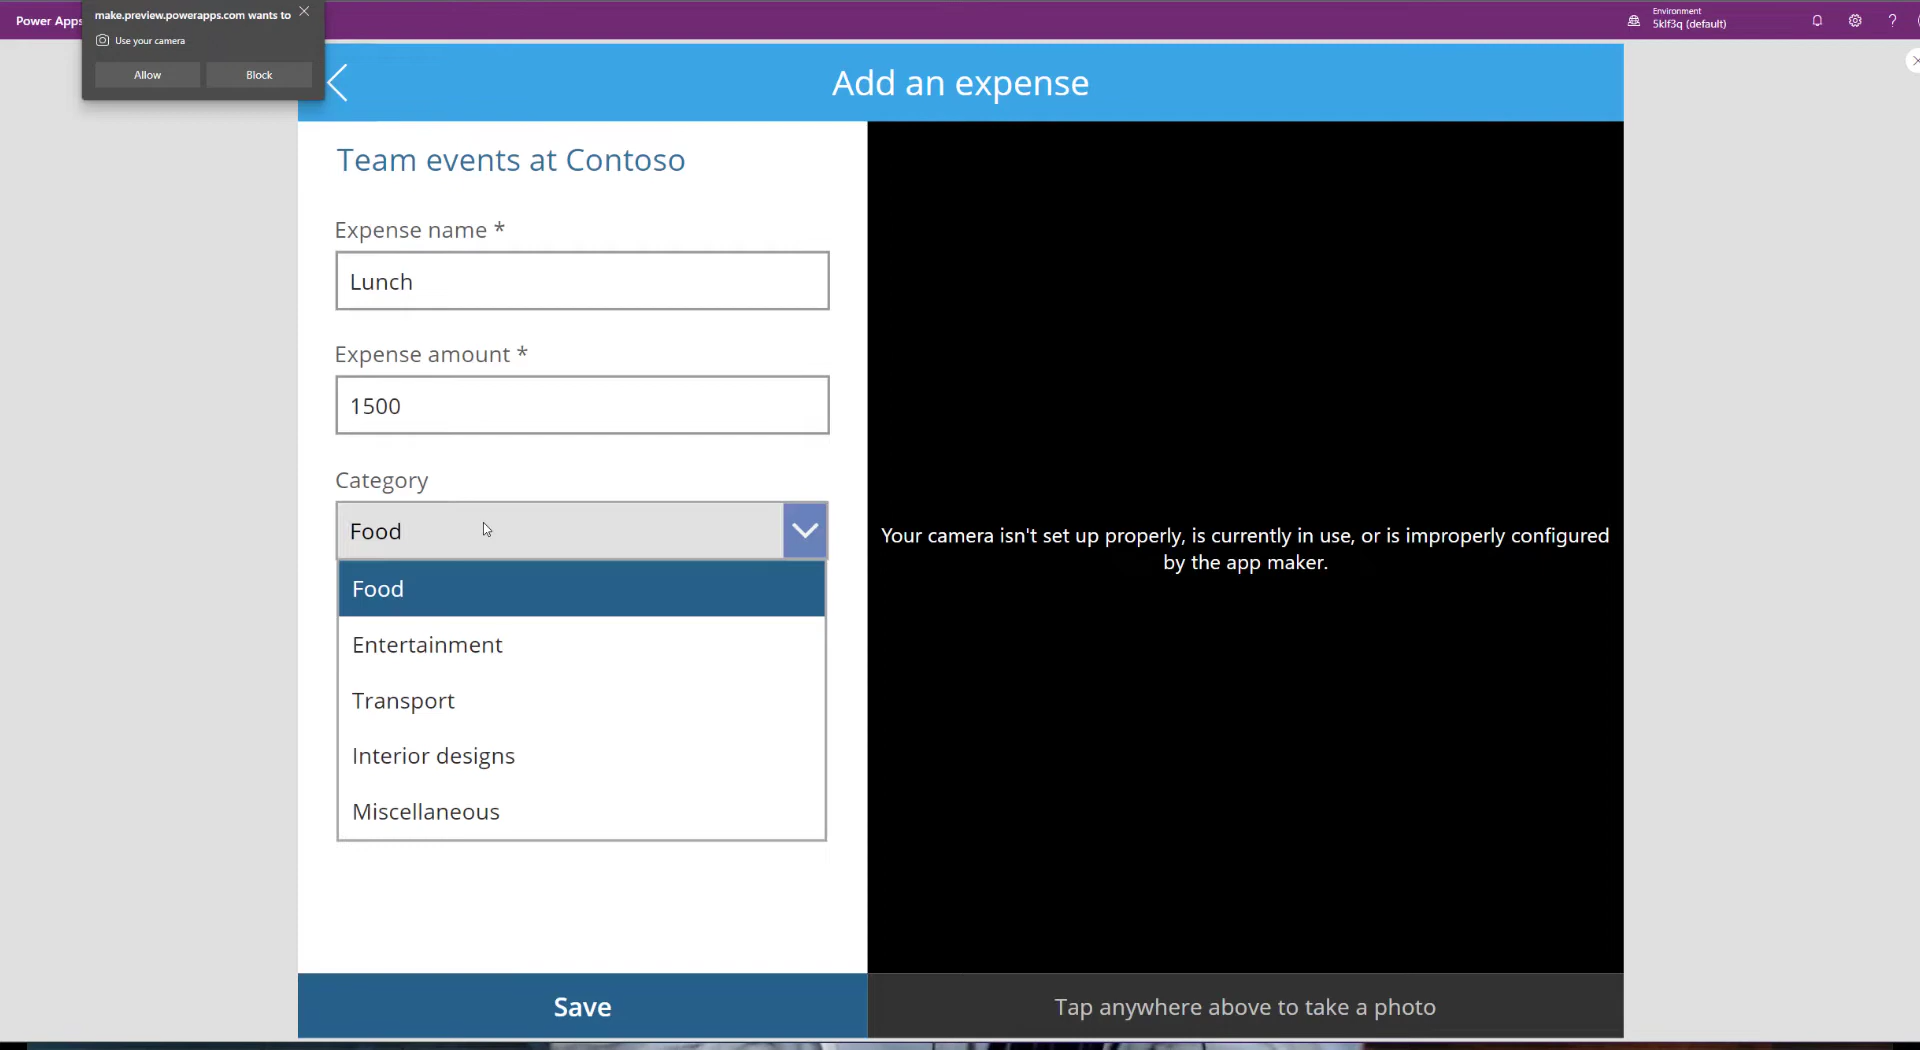 Power Apps
make.preview.powerapps.com wants to
Use your camera
Allow
Block
Environment
5klf3q (default)
?
Add an expense
Team events at Contoso
Expense name *
Lunch
Expense amount *
1500
Category
Food
Food
Entertainment
Transport
Interior designs
Miscellaneous
Save
Your camera isn't set up properly, is currently in use, or is improperly configured
by the app maker.
Tap anywhere above to take a photo